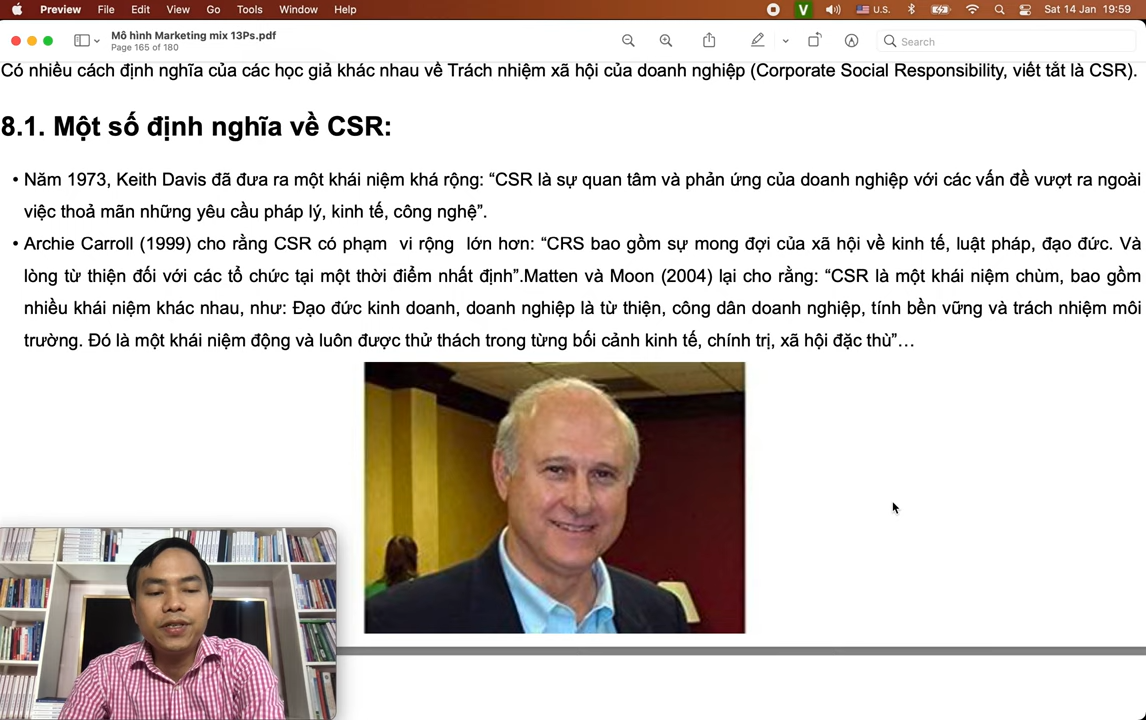 Preview File Edit View Go Tools Window Help V U.S. Sat 14 Jan 19:59
Mô hình Marketing mix 13Ps.pdf
Page 165 of 180
Search
Có nhiều cách định nghĩa của các học giả khác nhau về Trách nhiệm xã hội của doanh nghiệp (Corporate Social Responsibility, viết tắt là CSR).
8.1. Một số định nghĩa về CSR:
• Năm 1973, Keith Davis đã đưa ra một khái niệm khá rộng: “CSR là sự quan tâm và phản ứng của doanh nghiệp với các vấn đề vượt ra ngoài
việc thoả mãn những yêu cầu pháp lý, kinh tế, công nghệ”.
• Archie Carroll (1999) cho rằng CSR có phạm vi rộng lớn hơn: “CRS bao gồm sự mong đợi của xã hội về kinh tế, luật pháp, đạo đức. Và
lòng từ thiện đối với các tổ chức tại một thời điểm nhất định”.Matten và Moon (2004) lại cho rằng: “CSR là một khái niệm chùm, bao gồm
nhiều khái niệm khác nhau, như: Đạo đức kinh doanh, doanh nghiệp là từ thiện, công dân doanh nghiệp, tính bền vững và trách nhiệm môi
trường. Đó là một khái niệm động và luôn được thử thách trong từng bối cảnh kinh tế, chính trị, xã hội đặc thù”…